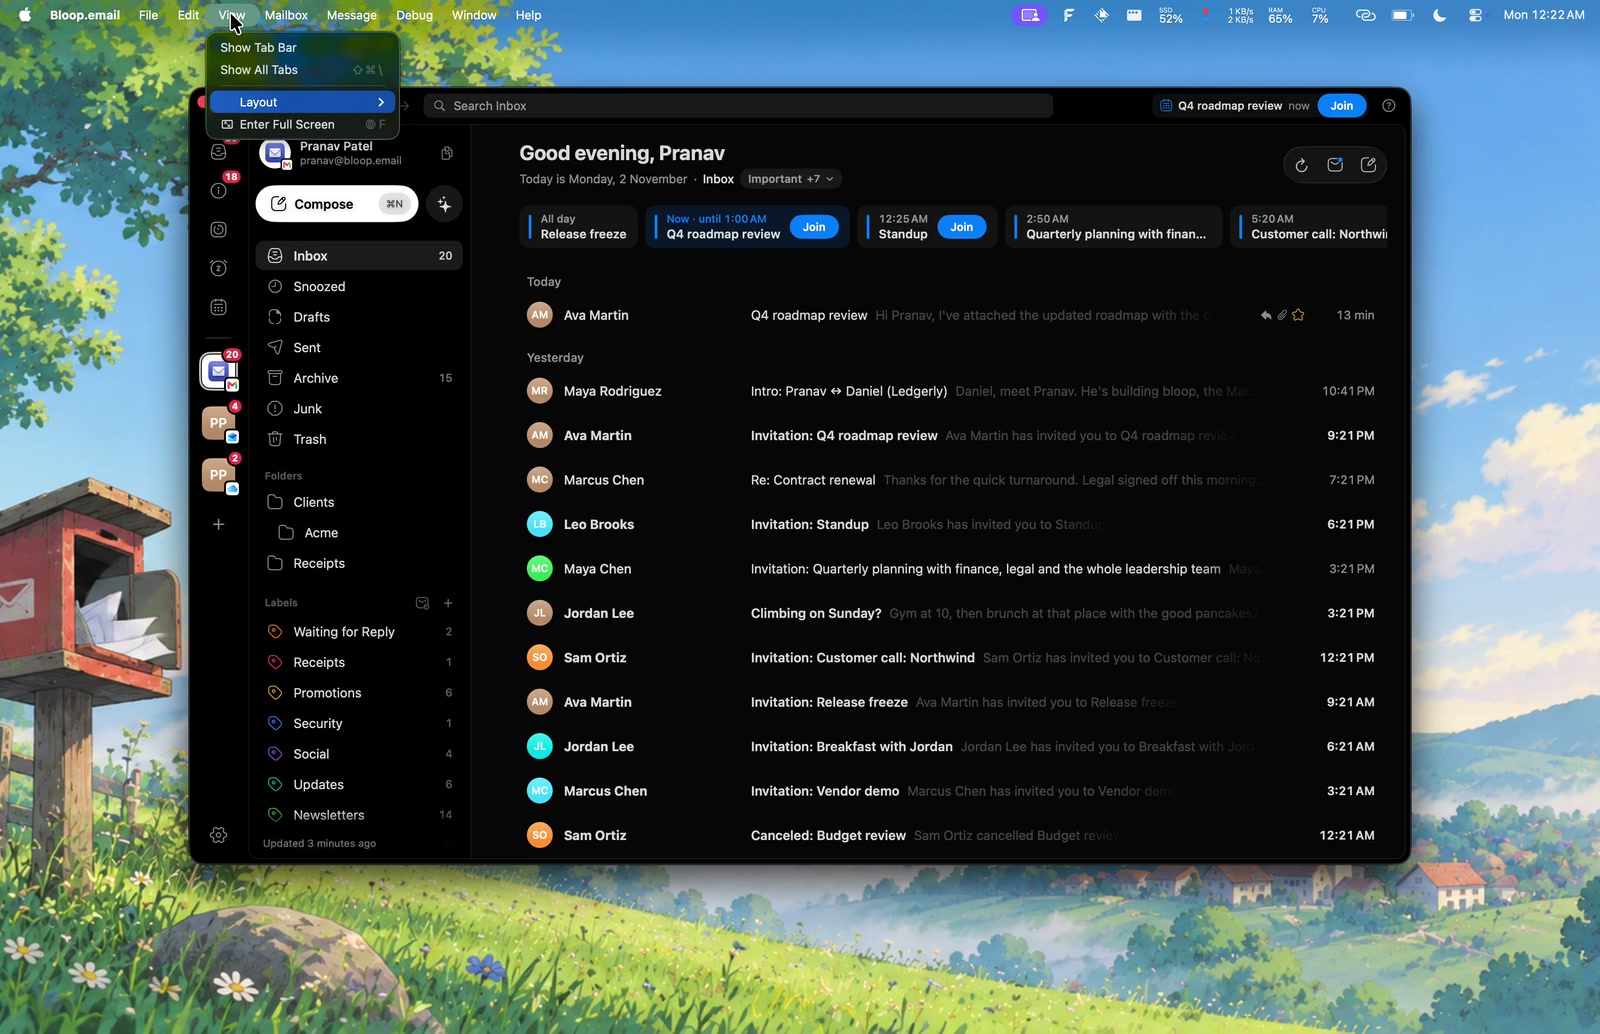 Bloop.email File Edit View Mailbox Message Debug Window Help
SSD 52%
1 KB/s 2 KB/s
RAM 65%
CPU 7%
Mon 12:22 AM
Show Tab Bar
Show All Tabs ⇧⌘\
Layout
Enter Full Screen F
Search Inbox
Q4 roadmap review now Join
Pranav Patel
pranav@bloop.email
Compose ⌘N
18
20
4
2
PP
PP
Inbox 20
Snoozed
Drafts
Sent
Archive 15
Junk
Trash
Folders
Clients
Acme
Receipts
Labels
Waiting for Reply 2
Receipts 1
Promotions 6
Security 1
Social 4
Updates 6
Newsletters 14
Updated 3 minutes ago
Good evening, Pranav
Today is Monday, 2 November · Inbox Important +7
All day
Release freeze
Now · until 1:00 AM
Q4 roadmap review Join
12:25 AM
Standup Join
2:50 AM
Quarterly planning with finan...
5:20 AM
Customer call: Northwi
Today
AM Ava Martin Q4 roadmap review Hi Pranav, I've attached the updated roadmap with the 13 min
Yesterday
MR Maya Rodriguez Intro: Pranav ↔ Daniel (Ledgerly) Daniel, meet Pranav. He's building bloop, the Mac 10:41 PM
AM Ava Martin Invitation: Q4 roadmap review Ava Martin has invited you to Q4 roadmap review 9:21 PM
MC Marcus Chen Re: Contract renewal Thanks for the quick turnaround. Legal signed off this morning, 7:21 PM
LB Leo Brooks Invitation: Standup Leo Brooks has invited you to Standup 6:21 PM
MC Maya Chen Invitation: Quarterly planning with finance, legal and the whole leadership team Maya 3:21 PM
JL Jordan Lee Climbing on Sunday? Gym at 10, then brunch at that place with the good pancakes? 3:21 PM
SO Sam Ortiz Invitation: Customer call: Northwind Sam Ortiz has invited you to Customer call: No 12:21 PM
AM Ava Martin Invitation: Release freeze Ava Martin has invited you to Release freeze 9:21 AM
JL Jordan Lee Invitation: Breakfast with Jordan Jordan Lee has invited you to Breakfast with Jord 6:21 AM
MC Marcus Chen Invitation: Vendor demo Marcus Chen has invited you to Vendor demo 3:21 AM
SO Sam Ortiz Canceled: Budget review Sam Ortiz cancelled Budget review 12:21 AM